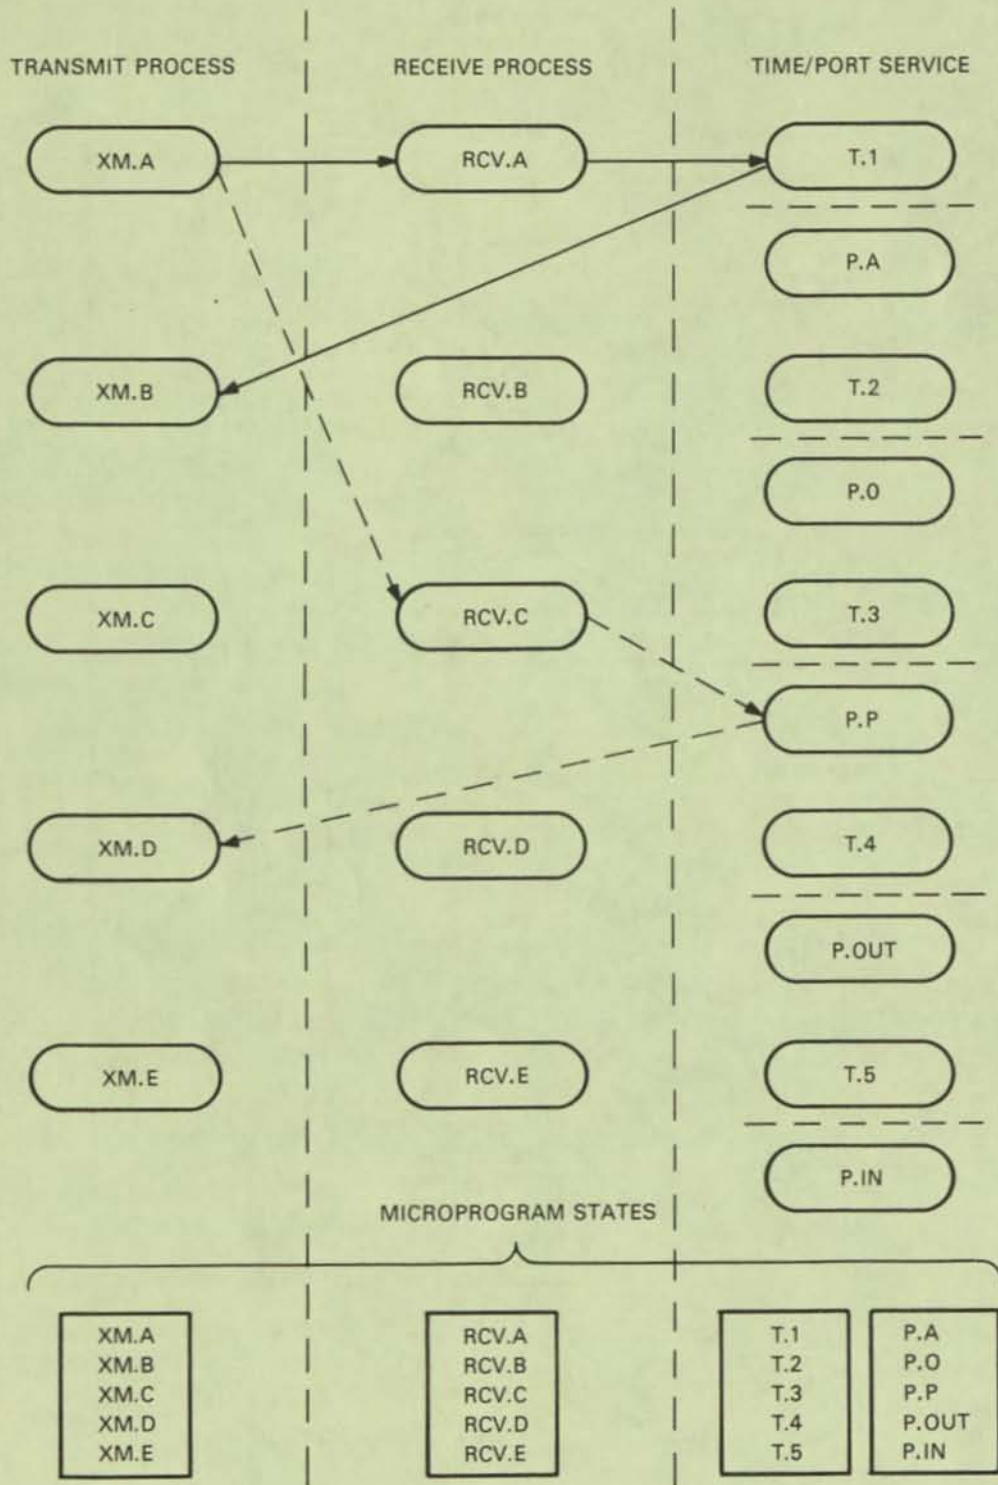 TRANSMIT PROCESS
RECEIVE PROCESS
TIME/PORT SERVICE
XM.A
RCV.A
T.1
P.A
XM.B
RCV.B
T.2
P.O
XM.C
RCV.C
T.3
P.P
XM.D
RCV.D
T.4
P.OUT
XM.E
RCV.E
T.5
P.IN
MICROPROGRAM STATES
XM.A
XM.B
XM.C
XM.D
XM.E
RCV.A
RCV.B
RCV.C
RCV.D
RCV.E
T.1
T.2
T.3
T.4
T.5
P.A
P.O
P.P
P.OUT
P.IN